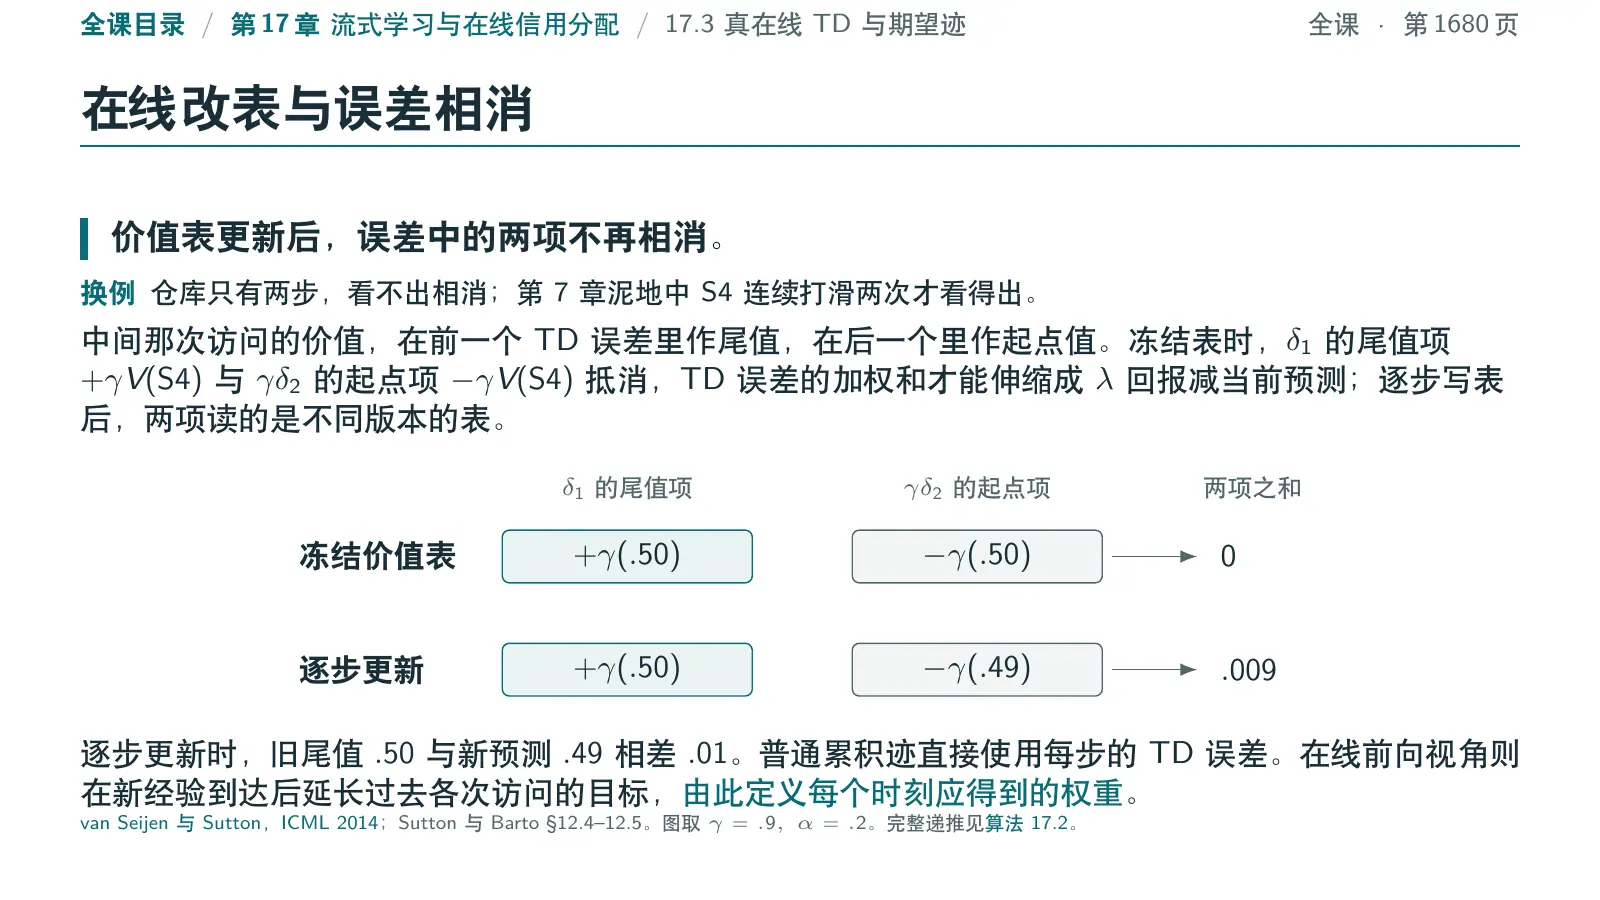 全课目录 / 第 17 章 流式学习与在线信用分配 / 17.3 真在线 TD 与期望迹
全课 · 第 1680 页
在线改表与误差相消
价值表更新后，误差中的两项不再相消。
换例 仓库只有两步，看不出相消；第 7 章泥地中 S4 连续打滑两次才看得出。
中间那次访问的价值，在前一个 TD 误差里作尾值，在后一个里作起点值。冻结表时，δ₁ 的尾值项
+γV(S4) 与 γδ₂ 的起点项 −γV(S4) 抵消，TD 误差的加权和才能伸缩成 λ 回报减当前预测；逐步写表
后，两项读的是不同版本的表。
δ₁ 的尾值项 γδ₂ 的起点项 两项之和
冻结价值表 +γ(.50) −γ(.50) 0
逐步更新 +γ(.50) −γ(.49) .009
逐步更新时，旧尾值 .50 与新预测 .49 相差 .01。普通累积迹直接使用每步的 TD 误差。在线前向视角则
在新经验到达后延长过去各次访问的目标，由此定义每个时刻应得到的权重。
van Seijen 与 Sutton，ICML 2014；Sutton 与 Barto §12.4–12.5。图取 γ = .9，α = .2。完整递推见算法 17.2。